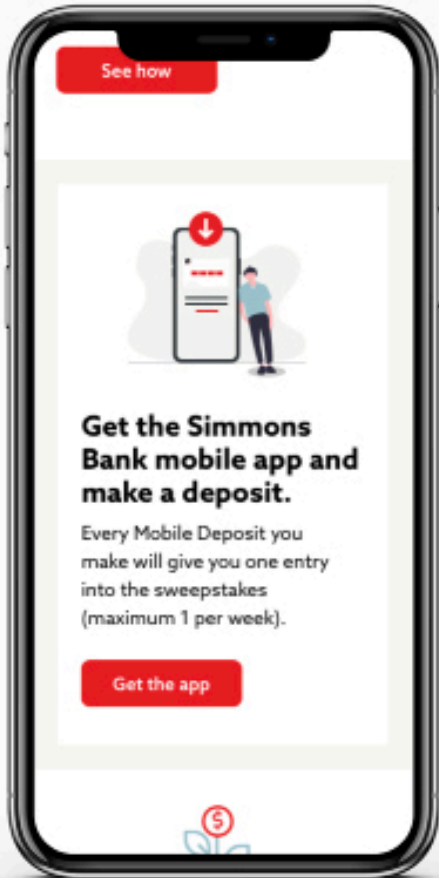 See how
Get the Simmons
Bank mobile app and
make a deposit.
Every Mobile Deposit you
make will give you one entry
into the sweepstakes
(maximum 1 per week).
Get the app
$